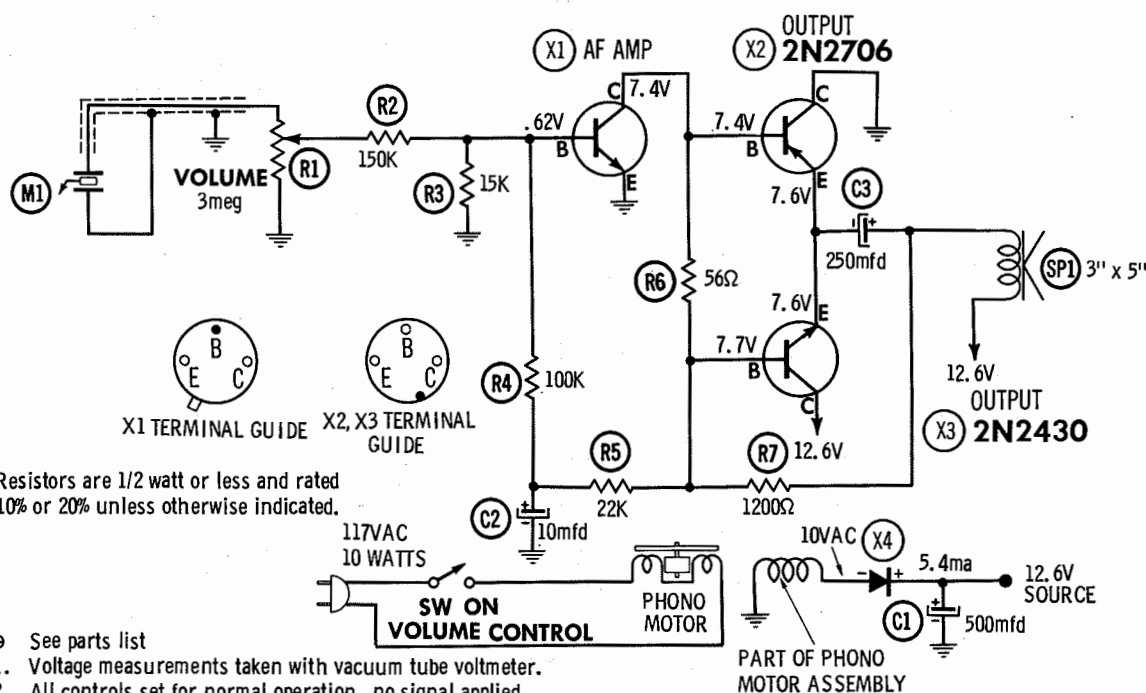 X1 AF AMP
X2 OUTPUT
2N2706
C 7.4V
.62V
B
E
R2
150K
R1
VOLUME
3meg
M1
R3
15K
7.4V
B
C
E
7.6V
C3
+
250mfd
SP1 3" x 5"
12.6V
R6
56Ω
7.6V
E
7.7V
B
C
12.6V
OUTPUT
X3 2N2430
B
E C
X1 TERMINAL GUIDE
B
E C
X2, X3 TERMINAL
GUIDE
R4
100K
R5
22K
R7
1200Ω
C2
+
-
10mfd
Resistors are 1/2 watt or less and rated
10% or 20% unless otherwise indicated.
117VAC
10 WATTS
SW ON
VOLUME CONTROL
PHONO
MOTOR
10VAC
X4
- +
5.4ma
12.6V
SOURCE
C1
+
-
500mfd
PART OF PHONO
MOTOR ASSEMBLY
See parts list
Voltage measurements taken with vacuum tube voltmeter.
All controls set for normal operation, no signal applied.